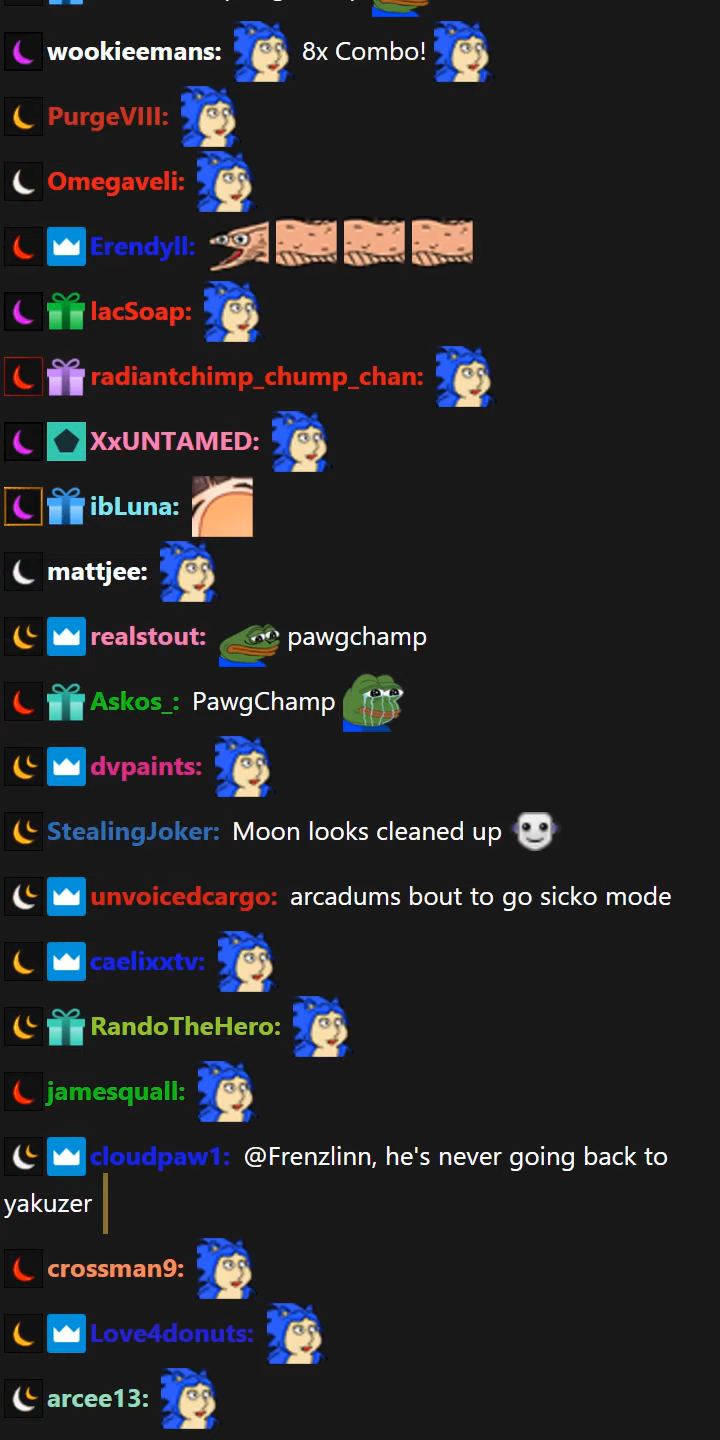 wookieemans: 8x Combo!
PurgeVIII:
Omegaveli:
Erendyll:
lacSoap:
radiantchimp_chump_chan:
XxUNTAMED:
ibLuna:
mattjee:
realstout: pawgchamp
Askos_: PawgChamp
dvpaints:
StealingJoker: Moon looks cleaned up
unvoicedcargo: arcadums bout to go sicko mode
caelixxtv:
RandoTheHero:
jamesquall:
cloudpaw1: @Frenzlinn, he's never going back to
yakuzer
crossman9:
Love4donuts:
arcee13: